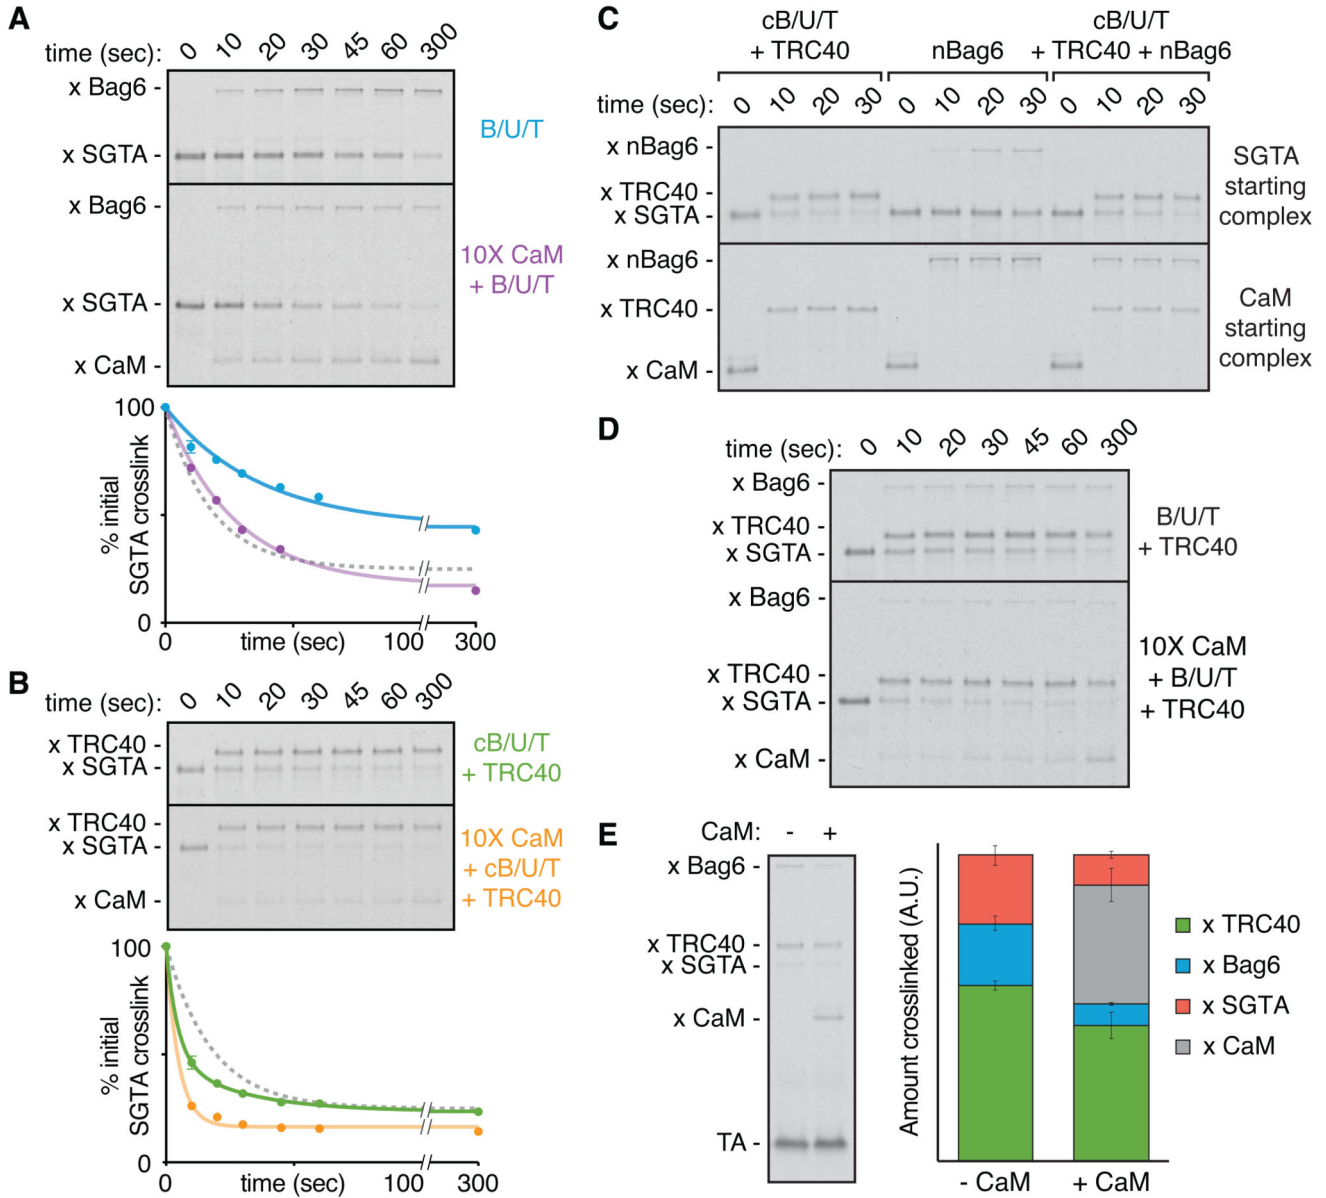 A
time (sec): 0 10 20 30 45 60 300
x Bag6 -
x SGTA -
B/U/T
x Bag6 -
x SGTA -
x CaM -
10X CaM
+ B/U/T
100
% initial
SGTA crosslink
0
0 time (sec) 100 300
B
time (sec): 0 10 20 30 45 60 300
x TRC40 -
x SGTA -
cB/U/T
+ TRC40
x TRC40 -
x SGTA -
x CaM -
10X CaM
+ cB/U/T
+ TRC40
100
% initial
SGTA crosslink
0
0 time (sec) 100 300
C
cB/U/T
+ TRC40
nBag6
cB/U/T
+ TRC40 + nBag6
time (sec): 0 10 20 30 0 10 20 30 0 10 20 30
x nBag6 -
x TRC40 -
x SGTA -
SGTA
starting
complex
x nBag6 -
x TRC40 -
x CaM -
CaM
starting
complex
D
time (sec): 0 10 20 30 45 60 300
x Bag6 -
x TRC40 -
x SGTA -
B/U/T
+ TRC40
x Bag6 -
x TRC40 -
x SGTA -
x CaM -
10X CaM
+ B/U/T
+ TRC40
E
CaM: - +
x Bag6 -
x TRC40 -
x SGTA -
x CaM -
TA -
Amount crosslinked (A.U.)
- CaM + CaM
x TRC40
x Bag6
x SGTA
x CaM